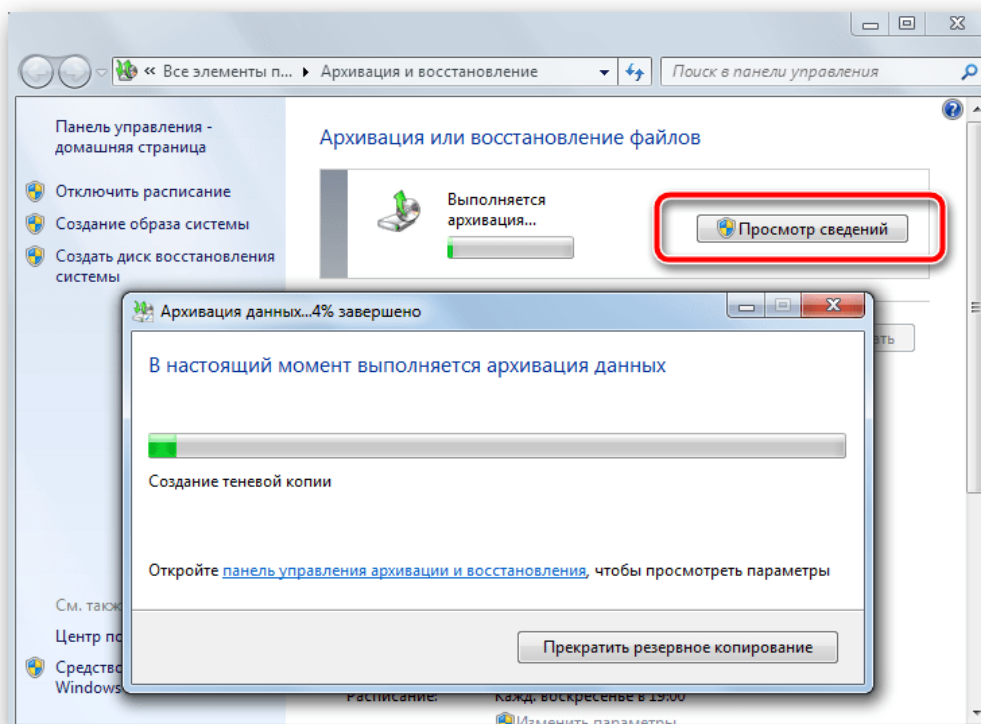 « Все элементы п... Архивация и восстановление
Поиск в панели управления
Панель управления -
домашняя страница
Отключить расписание
Создание образа системы
Создать диск восстановления
системы
Архивация или восстановление файлов
Выполняется
архивация...
Просмотр сведений
Архивация данных...4% завершено
В настоящий момент выполняется архивация данных
Создание теневой копии
Откройте панель управления архивации и восстановления, чтобы просмотреть параметры
Прекратить резервное копирование
См.
Центр
Windows
Расписание: Кажд. воскресенье в 19:00
Изменить параметры